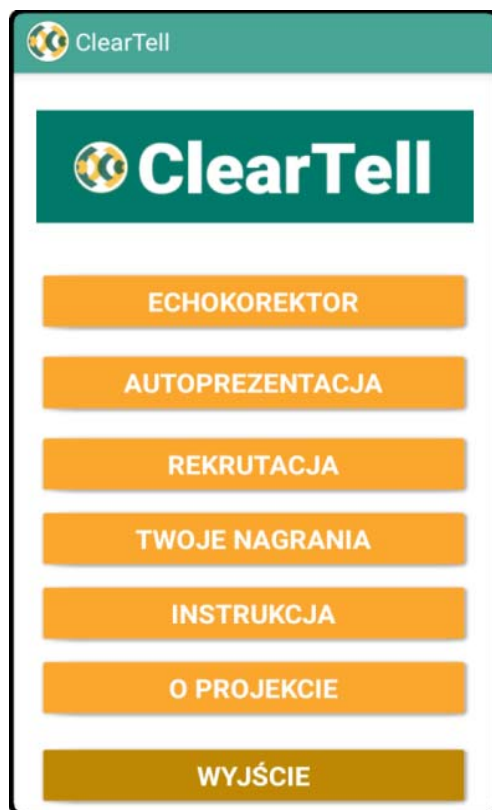 ClearTell
ClearTell
ECHOKOREKTOR
AUTOPREZENTACJA
REKRUTACJA
TWOJE NAGRANIA
INSTRUKCJA
O PROJEKCIE
WYJŚCIE